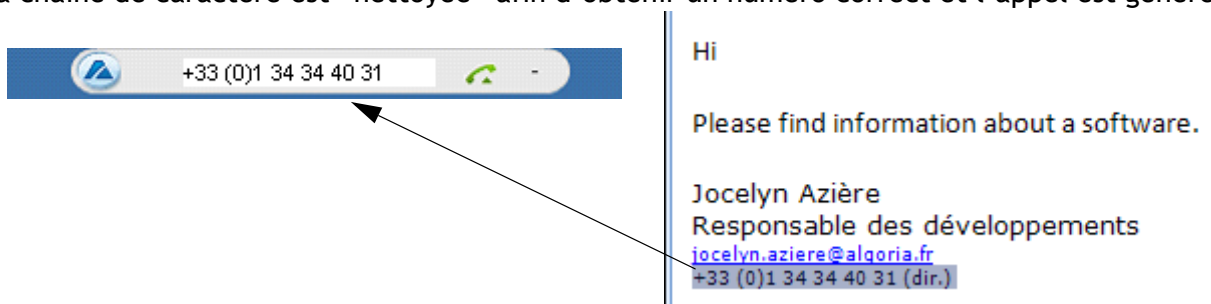 a chaîne de caractère est "nettoyée" afin d'obtenir un numéro correct et l'appel est généré
+33 (0)1 34 34 40 31 -
Hi
Please find information about a software.
Jocelyn Azière
Responsable des développements
jocelyn.aziere@algoria.fr
+33 (0)1 34 34 40 31 (dir.)